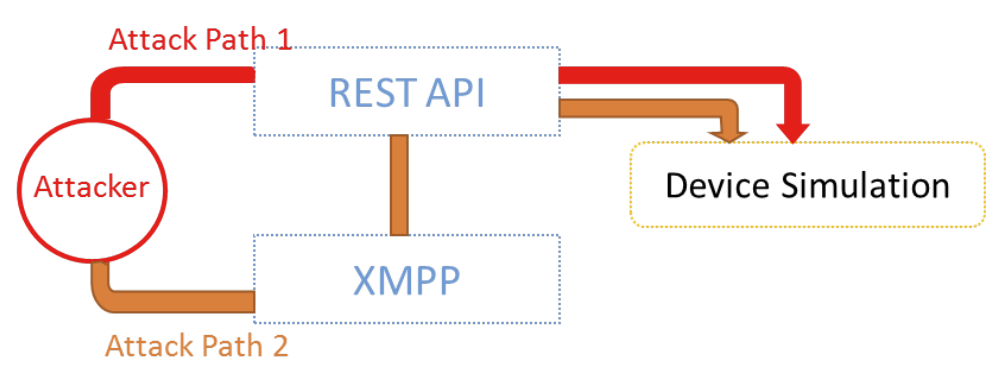 Attack Path 1
REST API
Attacker
Device Simulation
XMPP
Attack Path 2